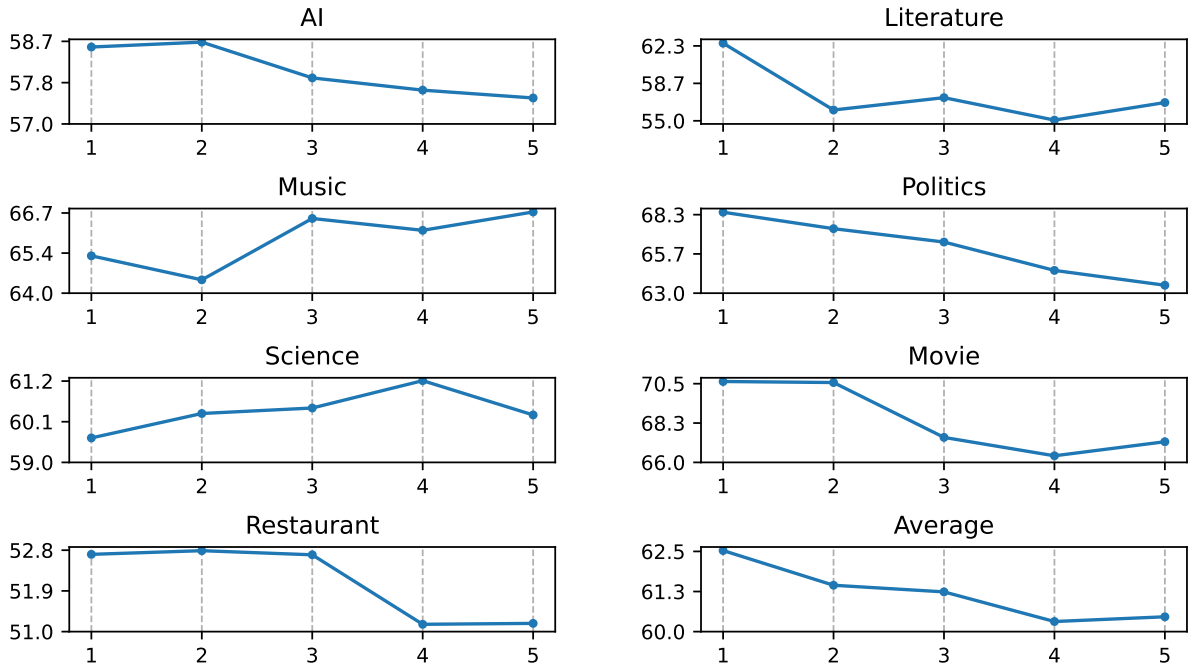 AI
58.7
57.8
57.0
1 2 3 4 5
Literature
62.3
58.7
55.0
1 2 3 4 5
Music
66.7
65.4
64.0
1 2 3 4 5
Politics
68.3
65.7
63.0
1 2 3 4 5
Science
61.2
60.1
59.0
1 2 3 4 5
Movie
70.5
68.3
66.0
1 2 3 4 5
Restaurant
52.8
51.9
51.0
1 2 3 4 5
Average
62.5
61.3
60.0
1 2 3 4 5